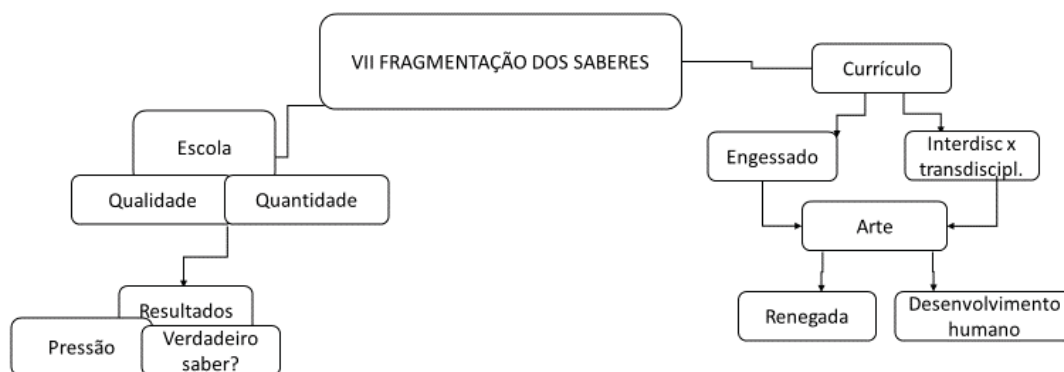 VII FRAGMENTAÇÃO DOS SABERES
Currículo
Escola
Qualidade
Quantidade
Engessado
Interdisc x
transdiscipl.
Arte
Resultados
Pressão
Verdadeiro
saber?
Renegada
Desenvolvimento
humano